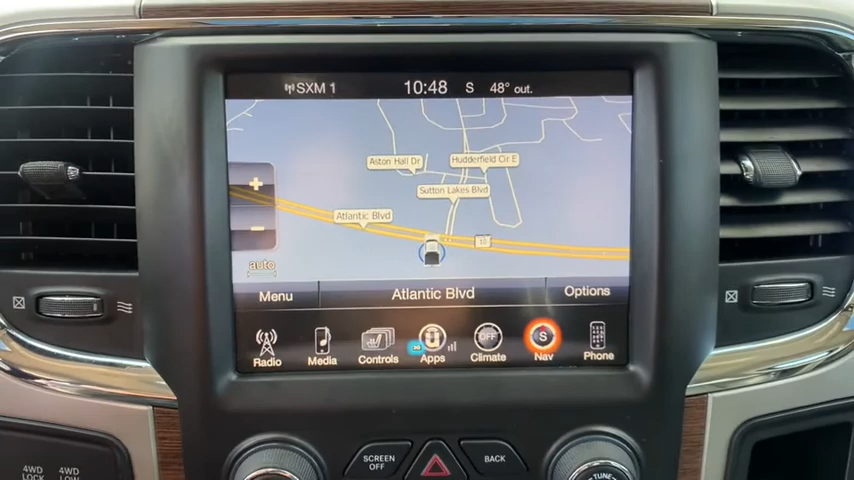 SXM 1 10:48 S 48° out.
Aston Hall Dr
Hudderfield Cir E
Sutton Lakes Blvd
Atlantic Blvd
10
auto
Menu Atlantic Blvd Options
OFF S
Radio Media Controls Apps Climate Nav Phone
4WD LOCK 4WD LOW
SCREEN OFF BACK
TUNE